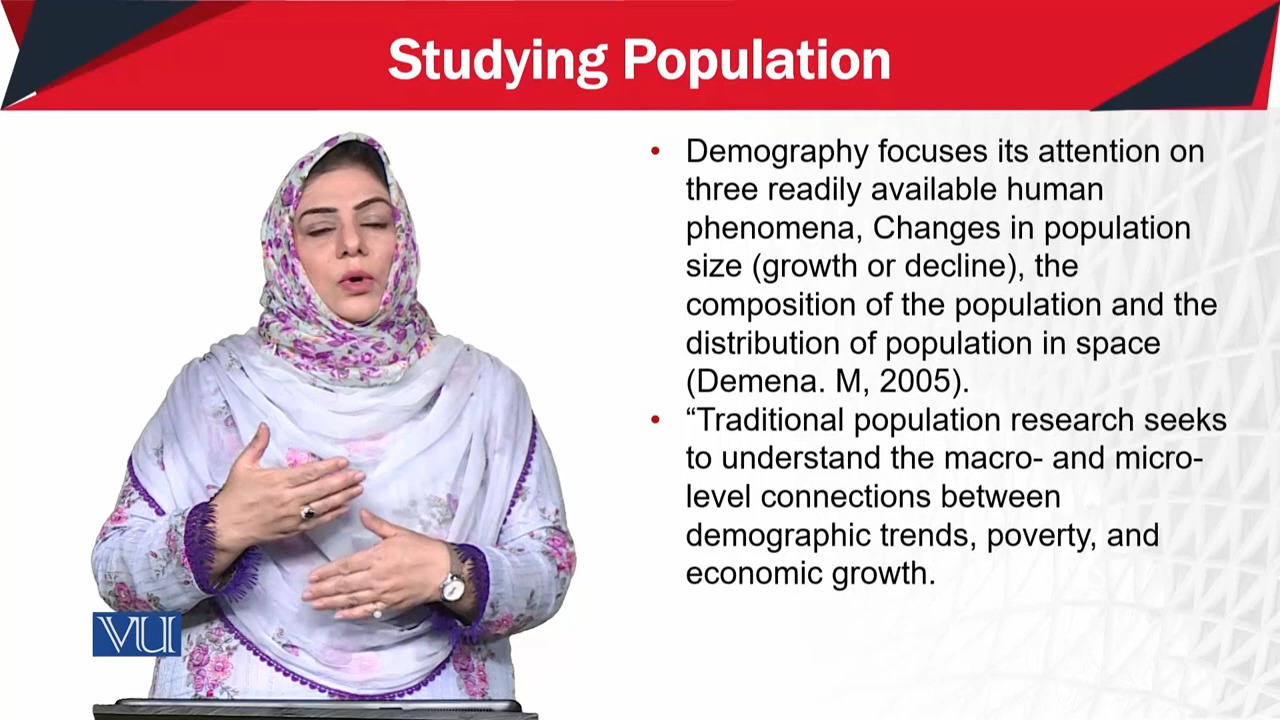 Studying Population
• Demography focuses its attention on
three readily available human
phenomena, Changes in population
size (growth or decline), the
composition of the population and the
distribution of population in space
(Demena. M, 2005).
• “Traditional population research seeks
to understand the macro- and micro-
level connections between
demographic trends, poverty, and
economic growth.
VU